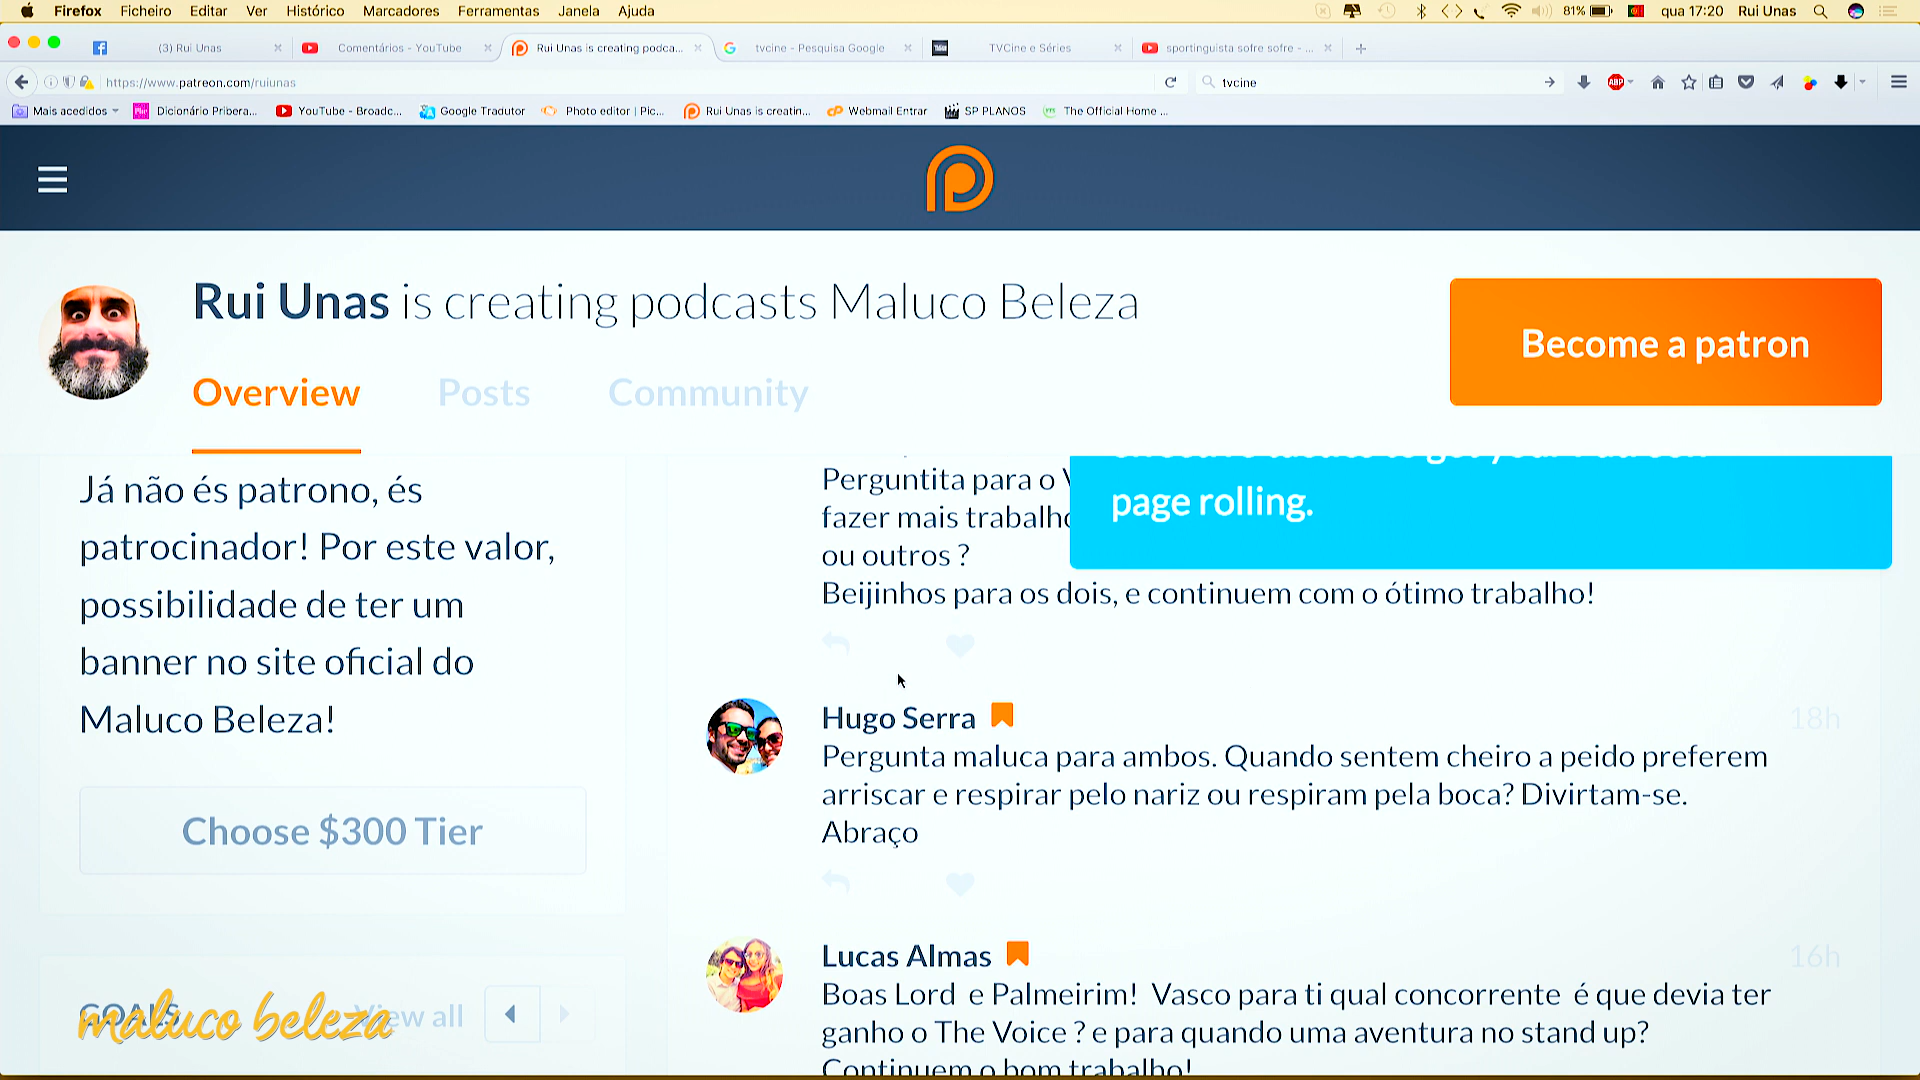 Firefox Ficheiro Editar Ver Histórico Marcadores Ferramentas Janela Ajuda 81% qua 17:20 Rui Unas
(3) Rui Unas Comentários - YouTube Rui Unas is creating podca... tvcine - Pesquisa Google TVCine e Séries sportinguista sofre sofre - ...
https://www.patreon.com/ruiunas tvcine
Mais acedidos Dicionário Pribera... YouTube - Broadc... Google Tradutor Photo editor | Pic... Rui Unas is creatin... Webmail Entrar SP PLANOS The Official Home ...
Rui Unas is creating podcasts Maluco Beleza
Become a patron
Overview Posts Community
Já não és patrono, és
patrocinador! Por este valor,
possibilidade de ter um
banner no site oficial do
Maluco Beleza!
Choose $300 Tier
GOALS View all
maluco beleza
Perguntita para o
fazer mais trabalho
ou outros ?
Beijinhos para os dois, e continuem com o ótimo trabalho!
page rolling.
Hugo Serra 18h
Pergunta maluca para ambos. Quando sentem cheiro a peido preferem
arriscar e respirar pelo nariz ou respiram pela boca? Divirtam-se.
Abraço
Lucas Almas 16h
Boas Lord e Palmeirim! Vasco para ti qual concorrente é que devia ter
ganho o The Voice ? e para quando uma aventura no stand up?
Continuem o bom trabalho!